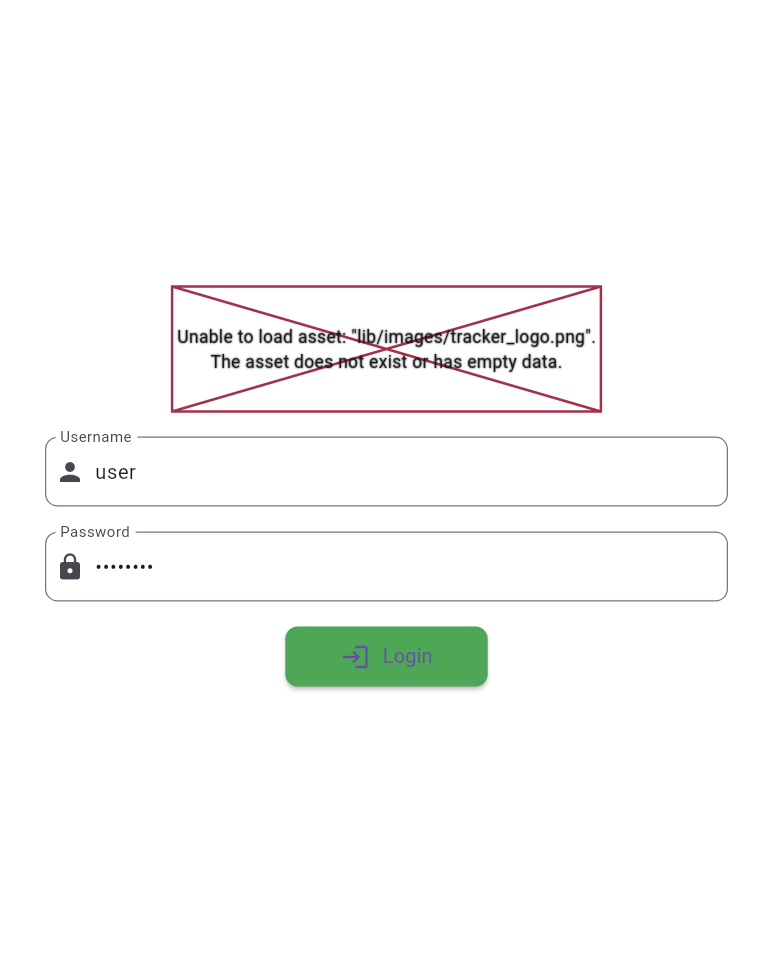 Unable to load asset: "lib/images/tracker_logo.png".
The asset does not exist or has empty data.
Username
user
Password
••••••••
Login